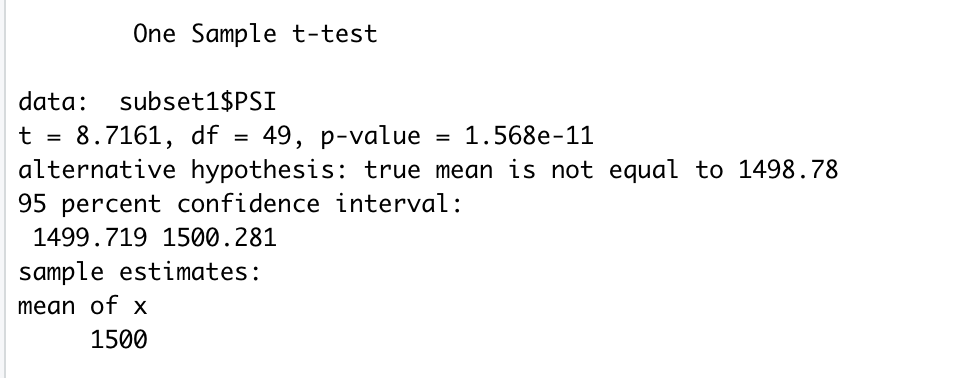 One Sample t-test
data:  subset1$PSI
t = 8.7161, df = 49, p-value = 1.568e-11
alternative hypothesis: true mean is not equal to 1498.78
95 percent confidence interval:
1499.719 1500.281
sample estimates:
mean of x
1500